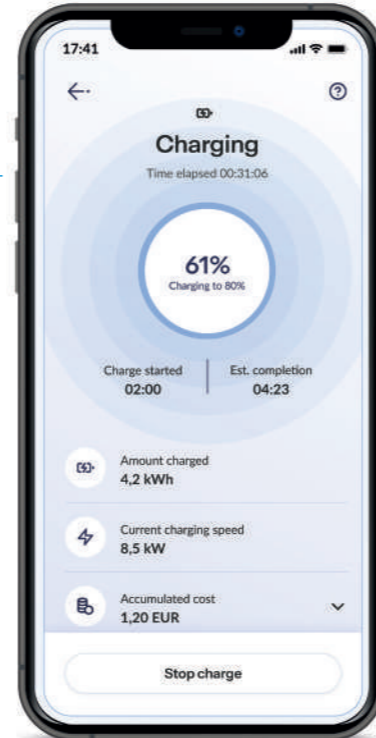 17:41
Charging
Time elapsed 00:31:06
61%
Charging to 80%
Charge started
02:00
Est. completion
04:23
Amount charged
4,2 kWh
Current charging speed
8,5 kW
Accumulated cost
1,20 EUR
Stop charge